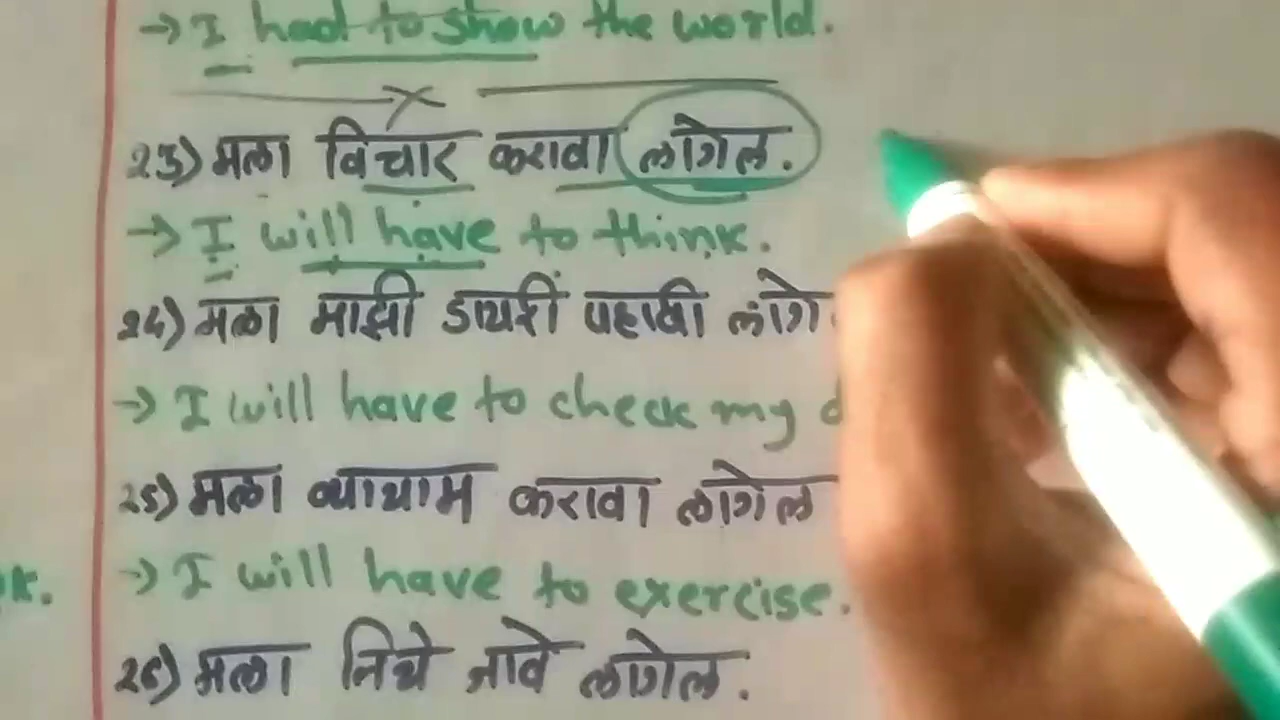 → I had to show the world.
23) मला विचार करावा लागेल.
→ I will have to think.
24) मला माझी डायरी पहावी लागे
→ I will have to check my d
25) मला व्यायाम करावा लागेल
→ I will have to exercise.
26) मला निचे जावे लागेल.